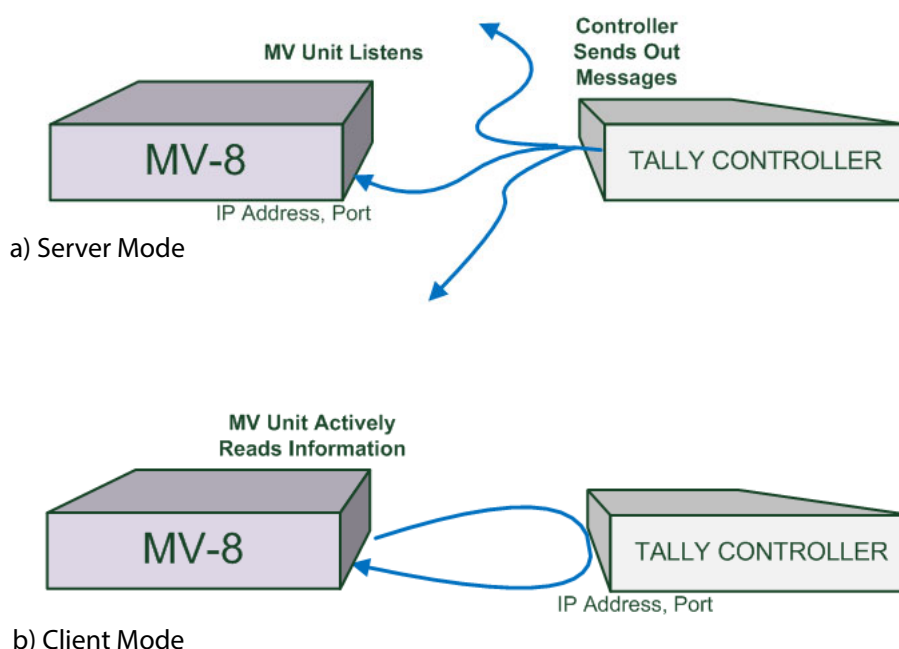 Controller
Sends Out
Messages
MV Unit Listens
MV-8
TALLY CONTROLLER
IP Address, Port
a) Server Mode
MV Unit Actively
Reads Information
MV-8
TALLY CONTROLLER
IP Address, Port
b) Client Mode